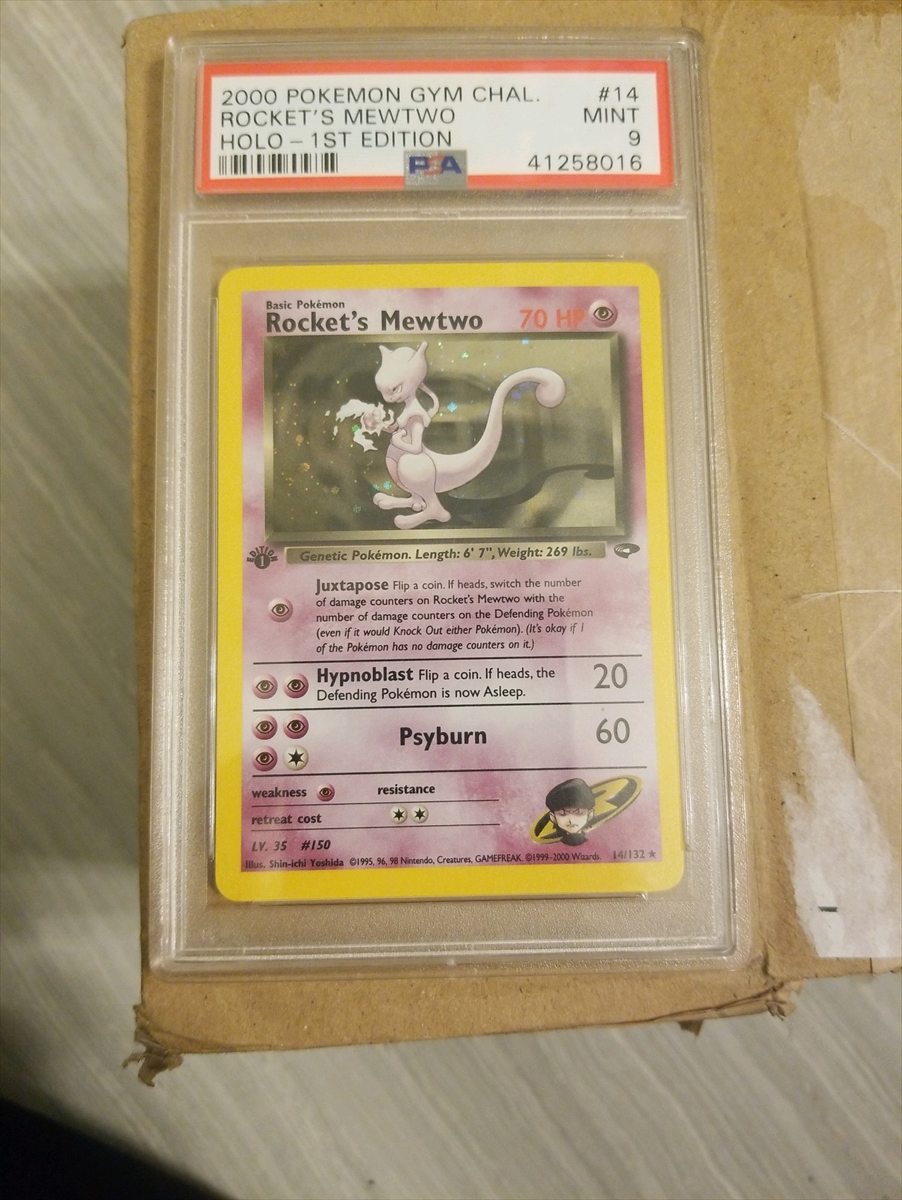 2000 POKEMON GYM CHAL. #14
ROCKET'S MEWTWO MINT
HOLO – 1ST EDITION 9
PSA 41258016
Basic Pokémon
Rocket's Mewtwo 70 HP
EDITION 1
Genetic Pokémon. Length: 6' 7", Weight: 269 lbs.
Juxtapose Flip a coin. If heads, switch the number
of damage counters on Rocket's Mewtwo with the
number of damage counters on the Defending Pokémon
(even if it would Knock Out either Pokémon). (It's okay if 1
of the Pokémon has no damage counters on it.)
Hypnoblast Flip a coin. If heads, the
Defending Pokémon is now Asleep. 20
Psyburn 60
weakness resistance
retreat cost
LV. 35 #150
Illus. Shin-ichi Yoshida ©1995, 96, 98 Nintendo, Creatures, GAMEFREAK. ©1999-2000 Wizards. 14/132 ★